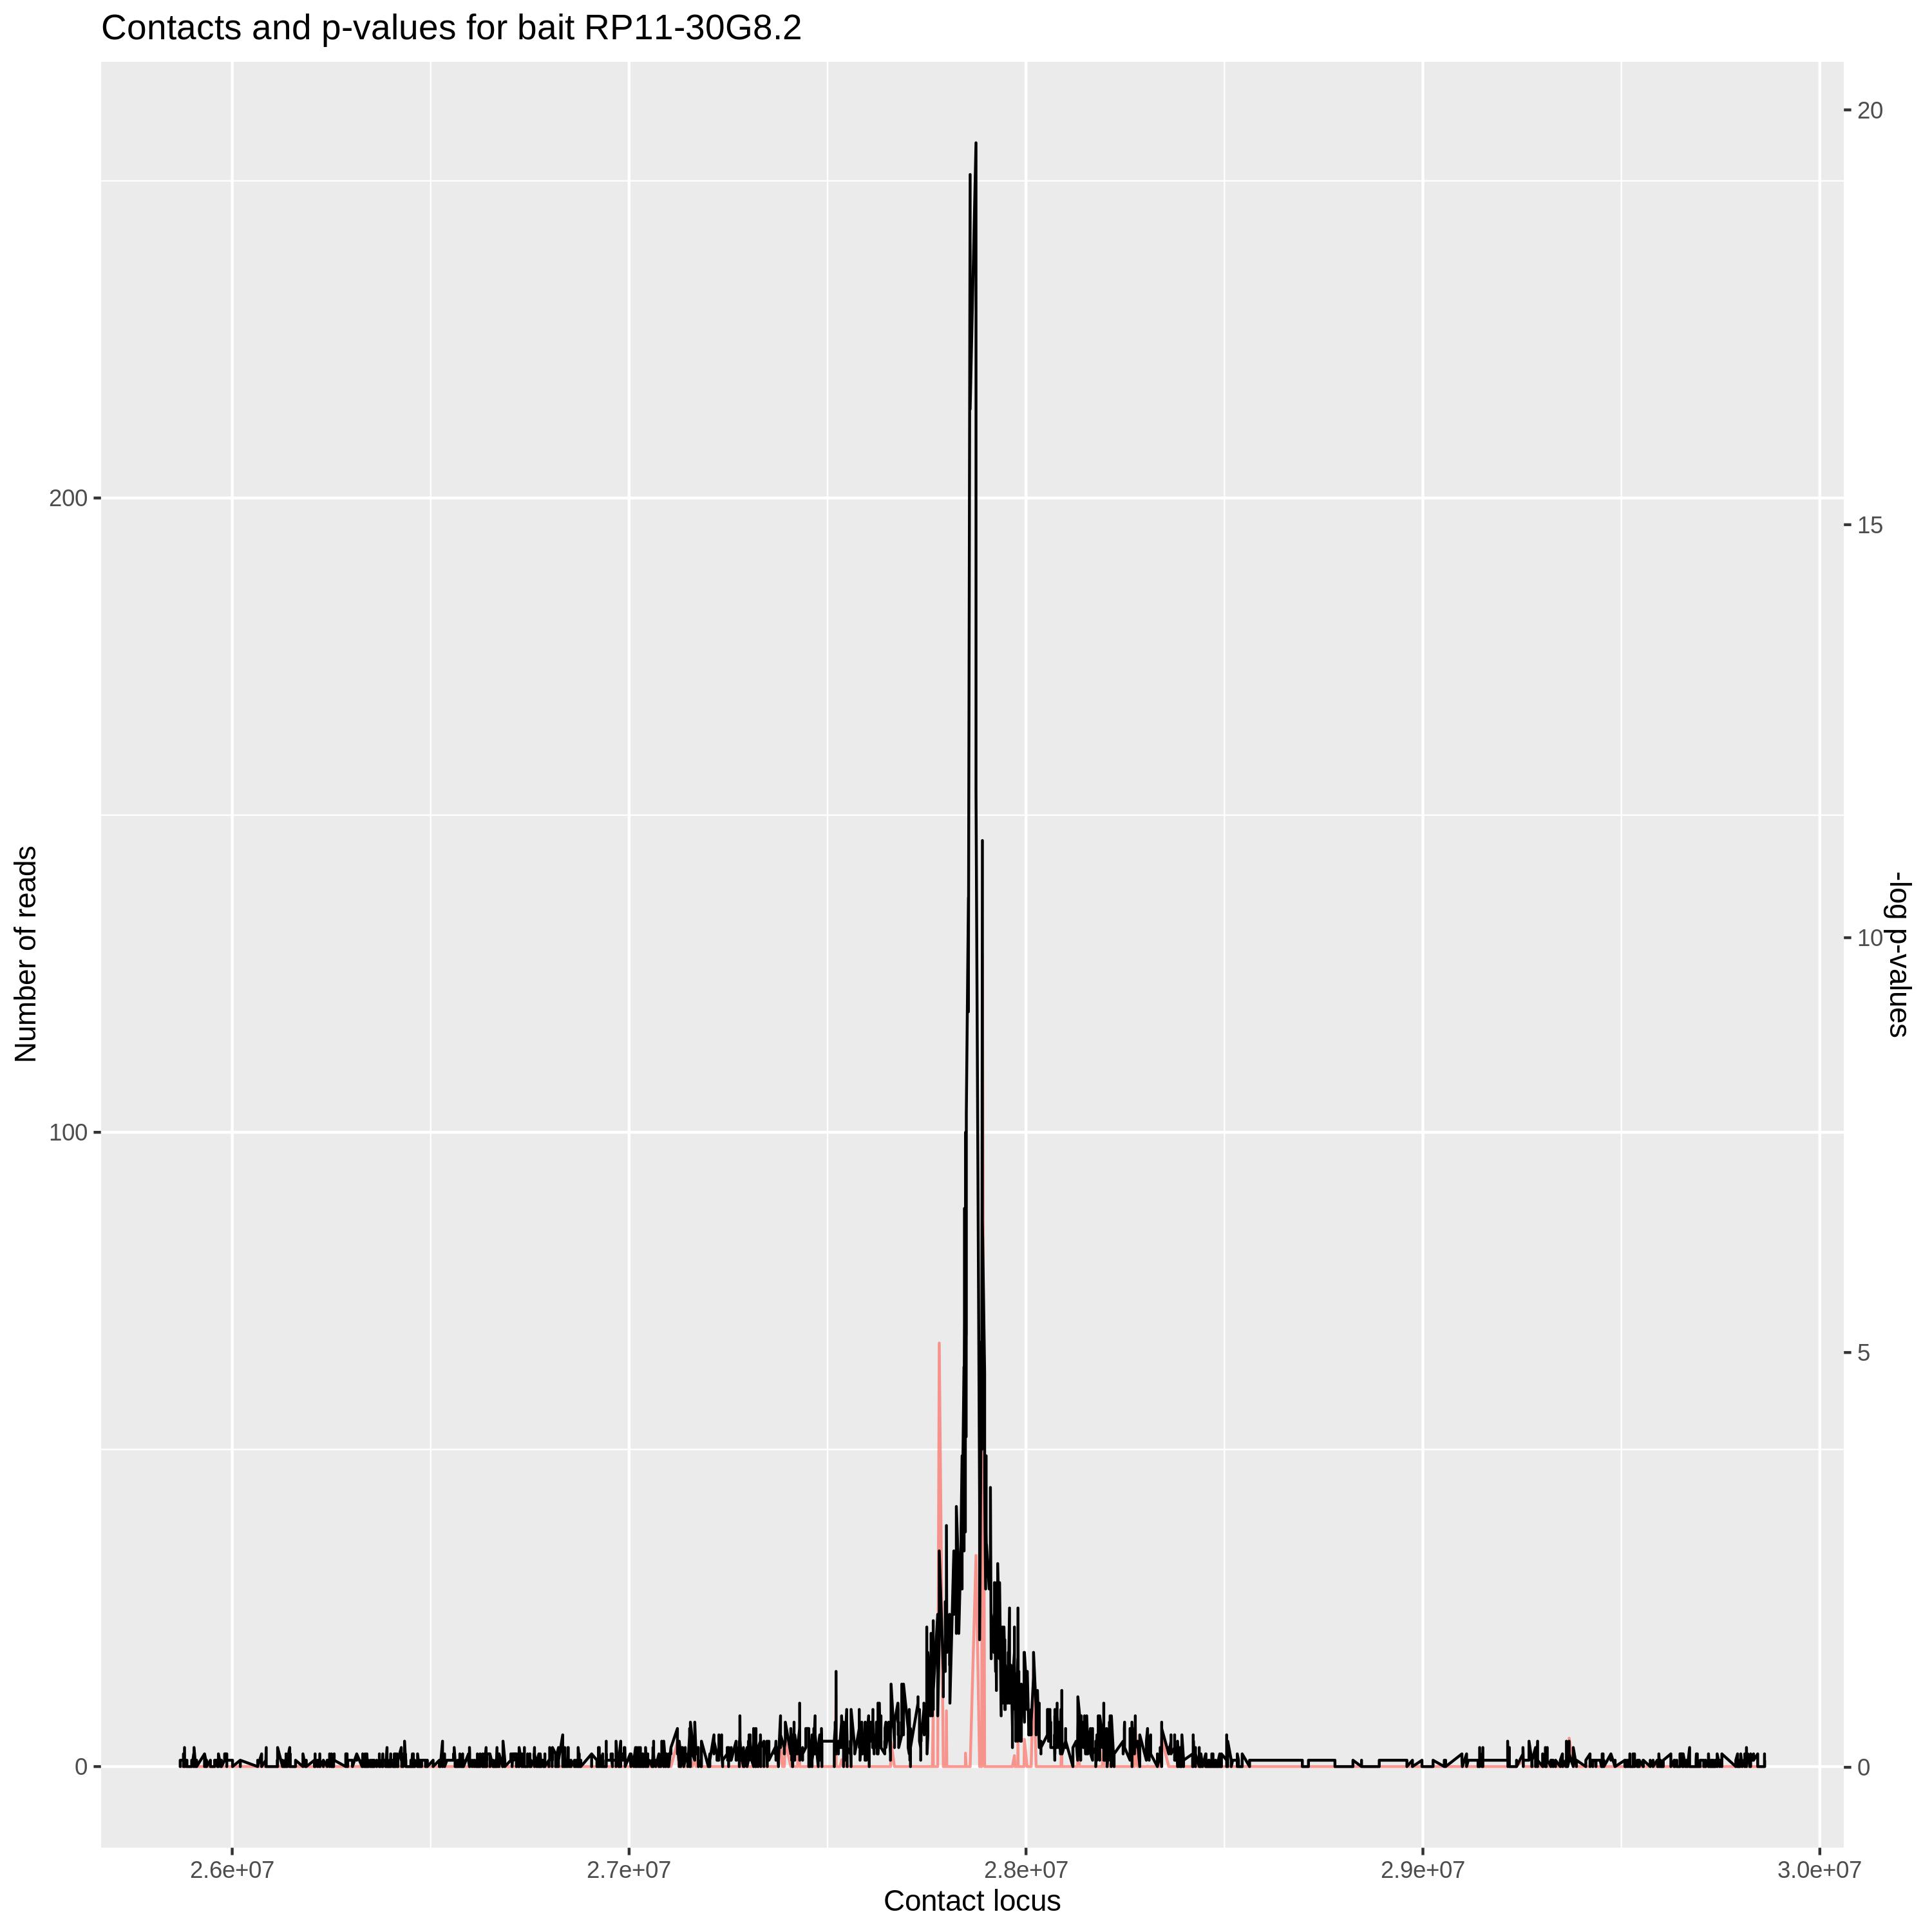 Contacts and p-values for bait RP11-30G8.2
Number of reads
200
100
0
20
15
10
5
0
-log p-values
2.6e+07
2.7e+07
2.8e+07
2.9e+07
3.0e+07
Contact locus